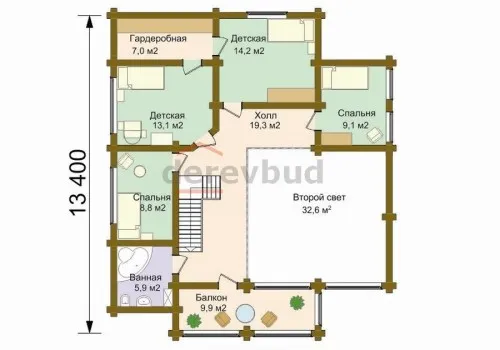 Гардеробная
7,0 м2
Детская
14,2 м2
Детская
13,1 м2
Холл
19,3 м2
Спальня
9,1 м2
derevbud
Спальня
8,8 м2
Второй свет
32,6 м²
13 400
Ванная
5,9 м2
Балкон
9,9 м2